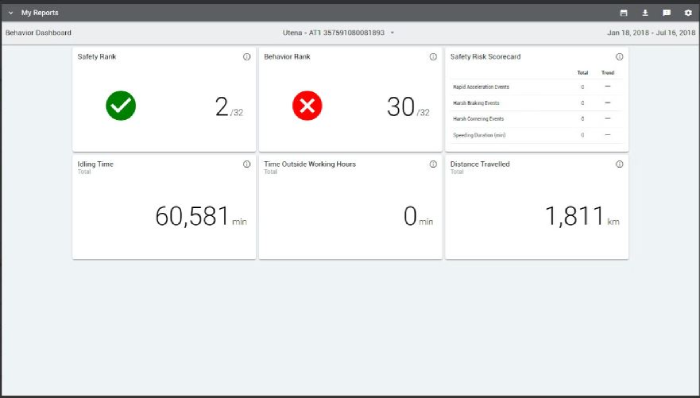 My Reports
Behavior Dashboard
Utena - AT1 357591080081893
Jan 18, 2018 - Jul 16, 2018
Safety Rank
2/32
Behavior Rank
30/32
Safety Risk Scorecard
Total Trend
Rapid Acceleration Events 0 —
Harsh Braking Events 0 —
Harsh Cornering Events 0 —
Speeding Duration (min) 0 —
Idling Time
Total
60,581 min
Time Outside Working Hours
Total
0 min
Distance Travelled
Total
1,811 km